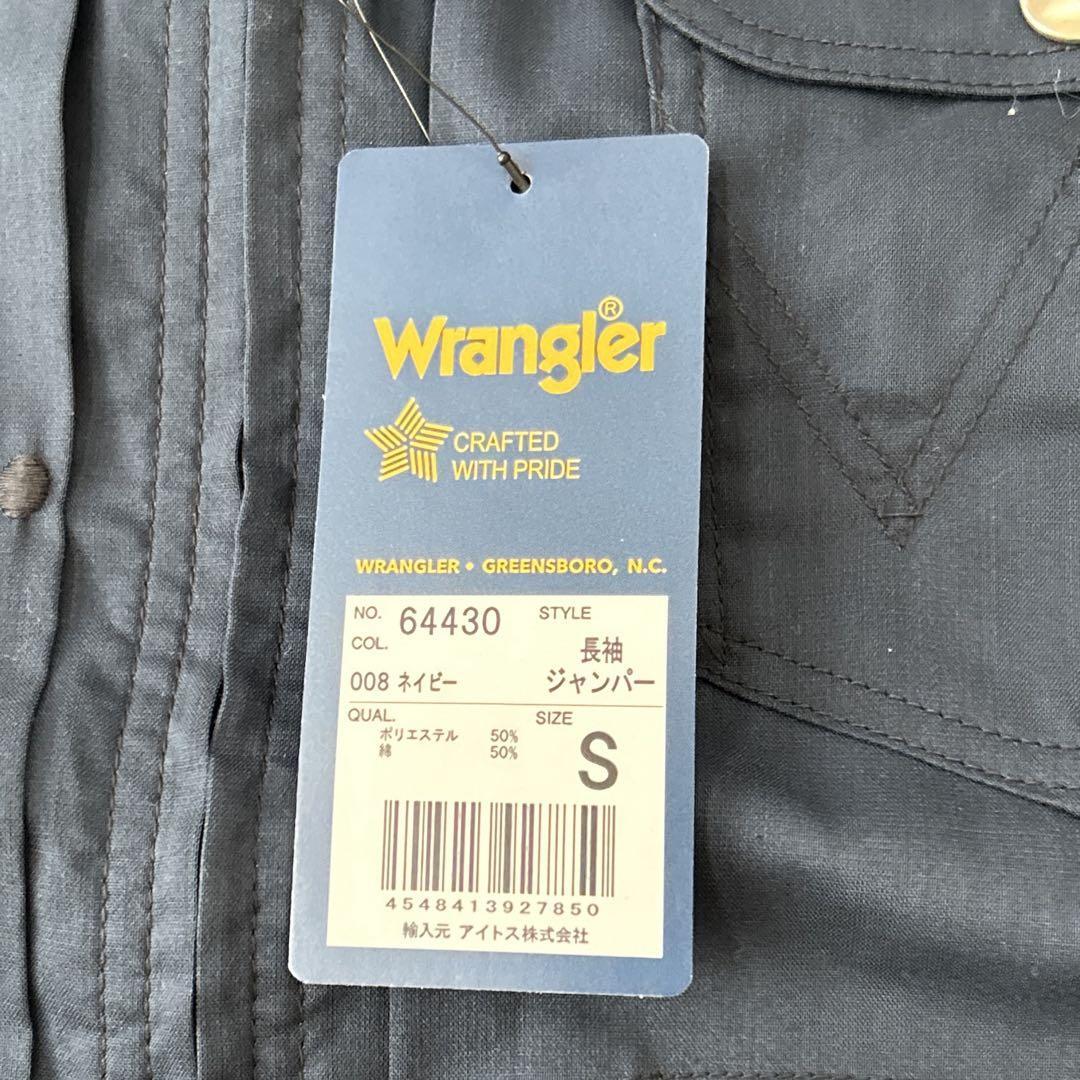 Wrangler®
CRAFTED
WITH PRIDE
WRANGLER • GREENSBORO, N.C.
NO. 64430
STYLE
長袖
ジャンパー
COL.
008 ネイビー
QUAL.
ポリエステル 50%
綿 50%
SIZE
S
4548413927850
輸入元 アイトス株式会社